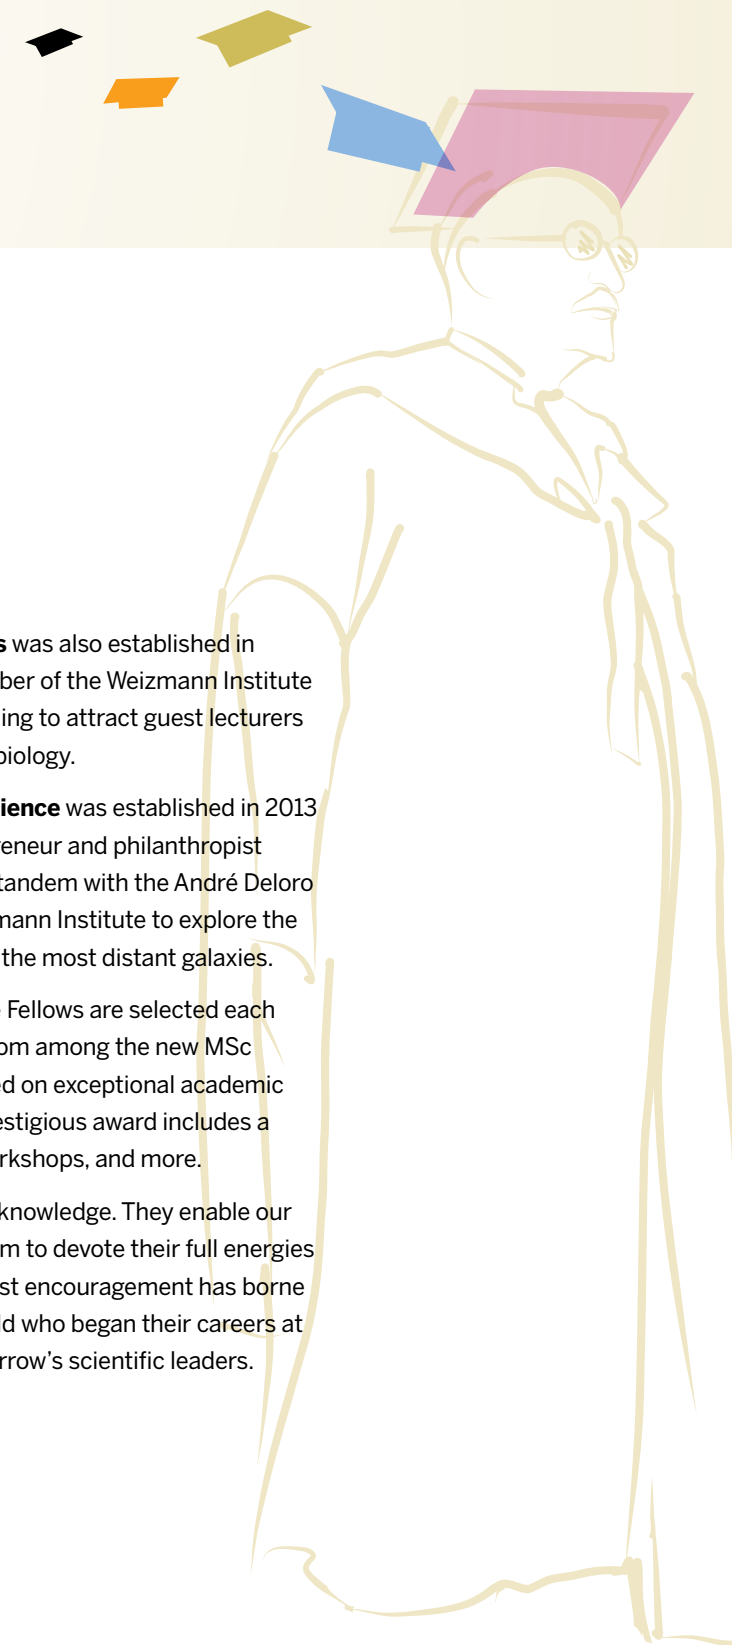 s was also established in
ber of the Weizmann Institute
ing to attract guest lecturers
biology.
ience was established in 2013
eneur and philanthropist
tandem with the André Deloro
mann Institute to explore the
the most distant galaxies.
Fellows are selected each
om among the new MSc
ed on exceptional academic
estigious award includes a
rkshops, and more.
knowledge. They enable our
m to devote their full energies
st encouragement has borne
ld who began their careers at
rrow's scientific leaders.